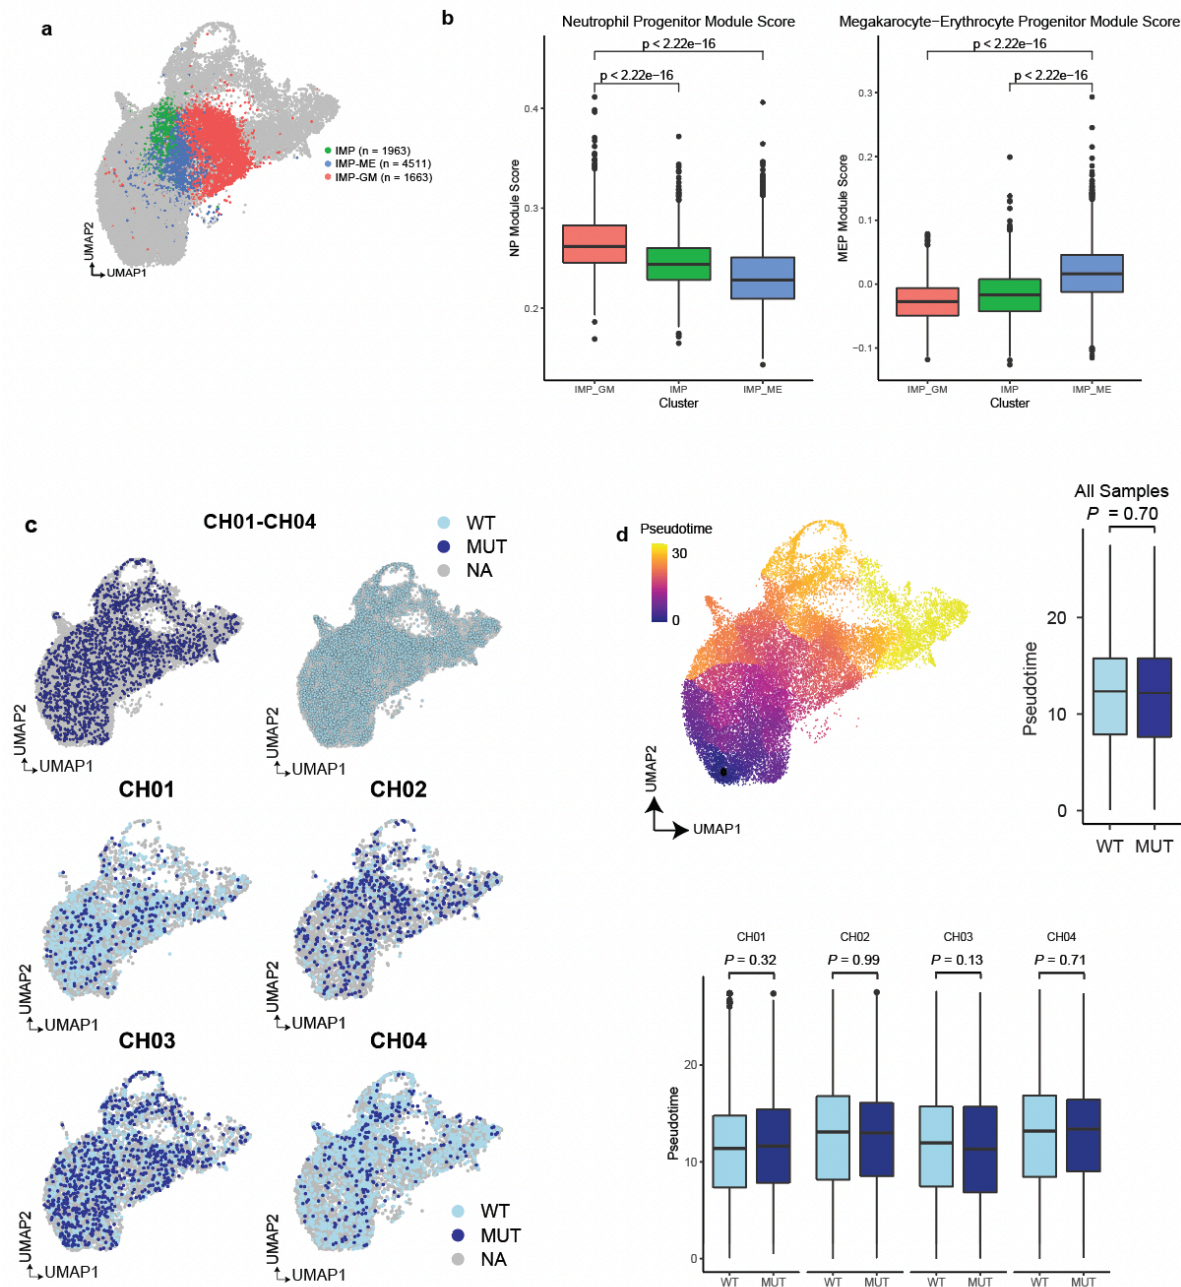 a
IMP (n = 1963)
IMP-ME (n = 4511)
IMP-GM (n = 1663)
UMAP2
UMAP1
b
Neutrophil Progenitor Module Score
p < 2.22e−16
p < 2.22e−16
NP Module Score
0.4
0.3
0.2
IMP_GM IMP IMP_ME
Cluster
Megakarocyte−Erythrocyte Progenitor Module Score
p < 2.22e−16
p < 2.22e−16
MEP Module Score
0.3
0.2
0.1
0.0
−0.1
IMP_GM IMP IMP_ME
Cluster
c
CH01-CH04
WT
MUT
NA
UMAP2
UMAP1
UMAP2
UMAP1
CH01
CH02
UMAP2
UMAP1
UMAP2
UMAP1
CH03
CH04
UMAP2
UMAP1
UMAP2
UMAP1
WT
MUT
NA
d
Pseudotime
30
0
UMAP2
UMAP1
All Samples
P = 0.70
Pseudotime
20
10
0
WT MUT
CH01 CH02 CH03 CH04
P = 0.32 P = 0.99 P = 0.13 P = 0.71
Pseudotime
20
10
0
WT MUT WT MUT WT MUT WT MUT